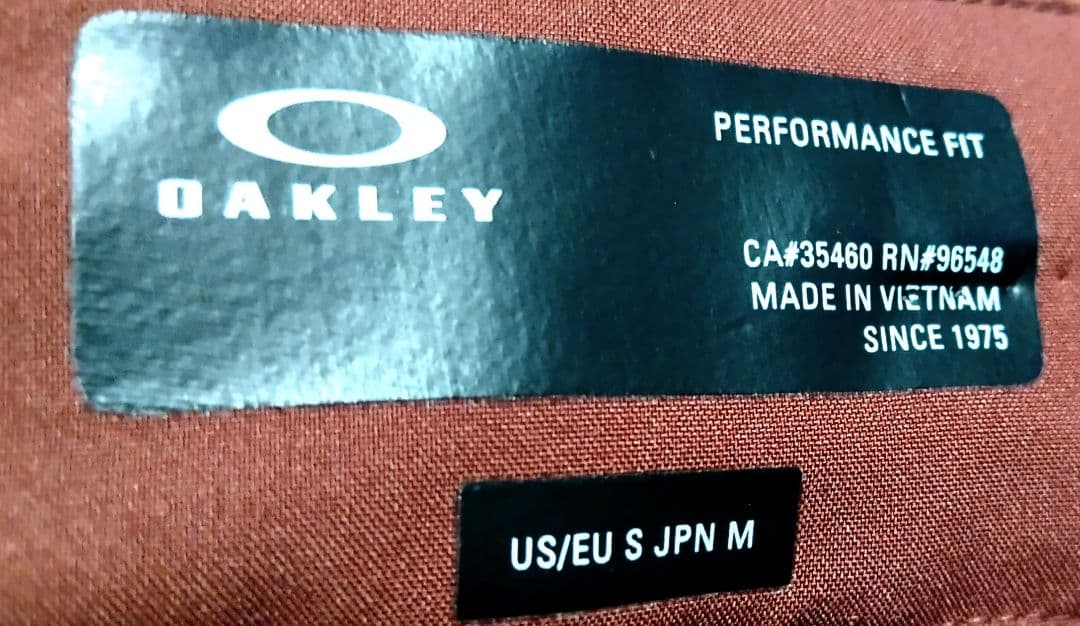 OAKLEY
PERFORMANCE FIT
CA#35460 RN#96548
MADE IN VIETNAM
SINCE 1975
US/EU S JPN M